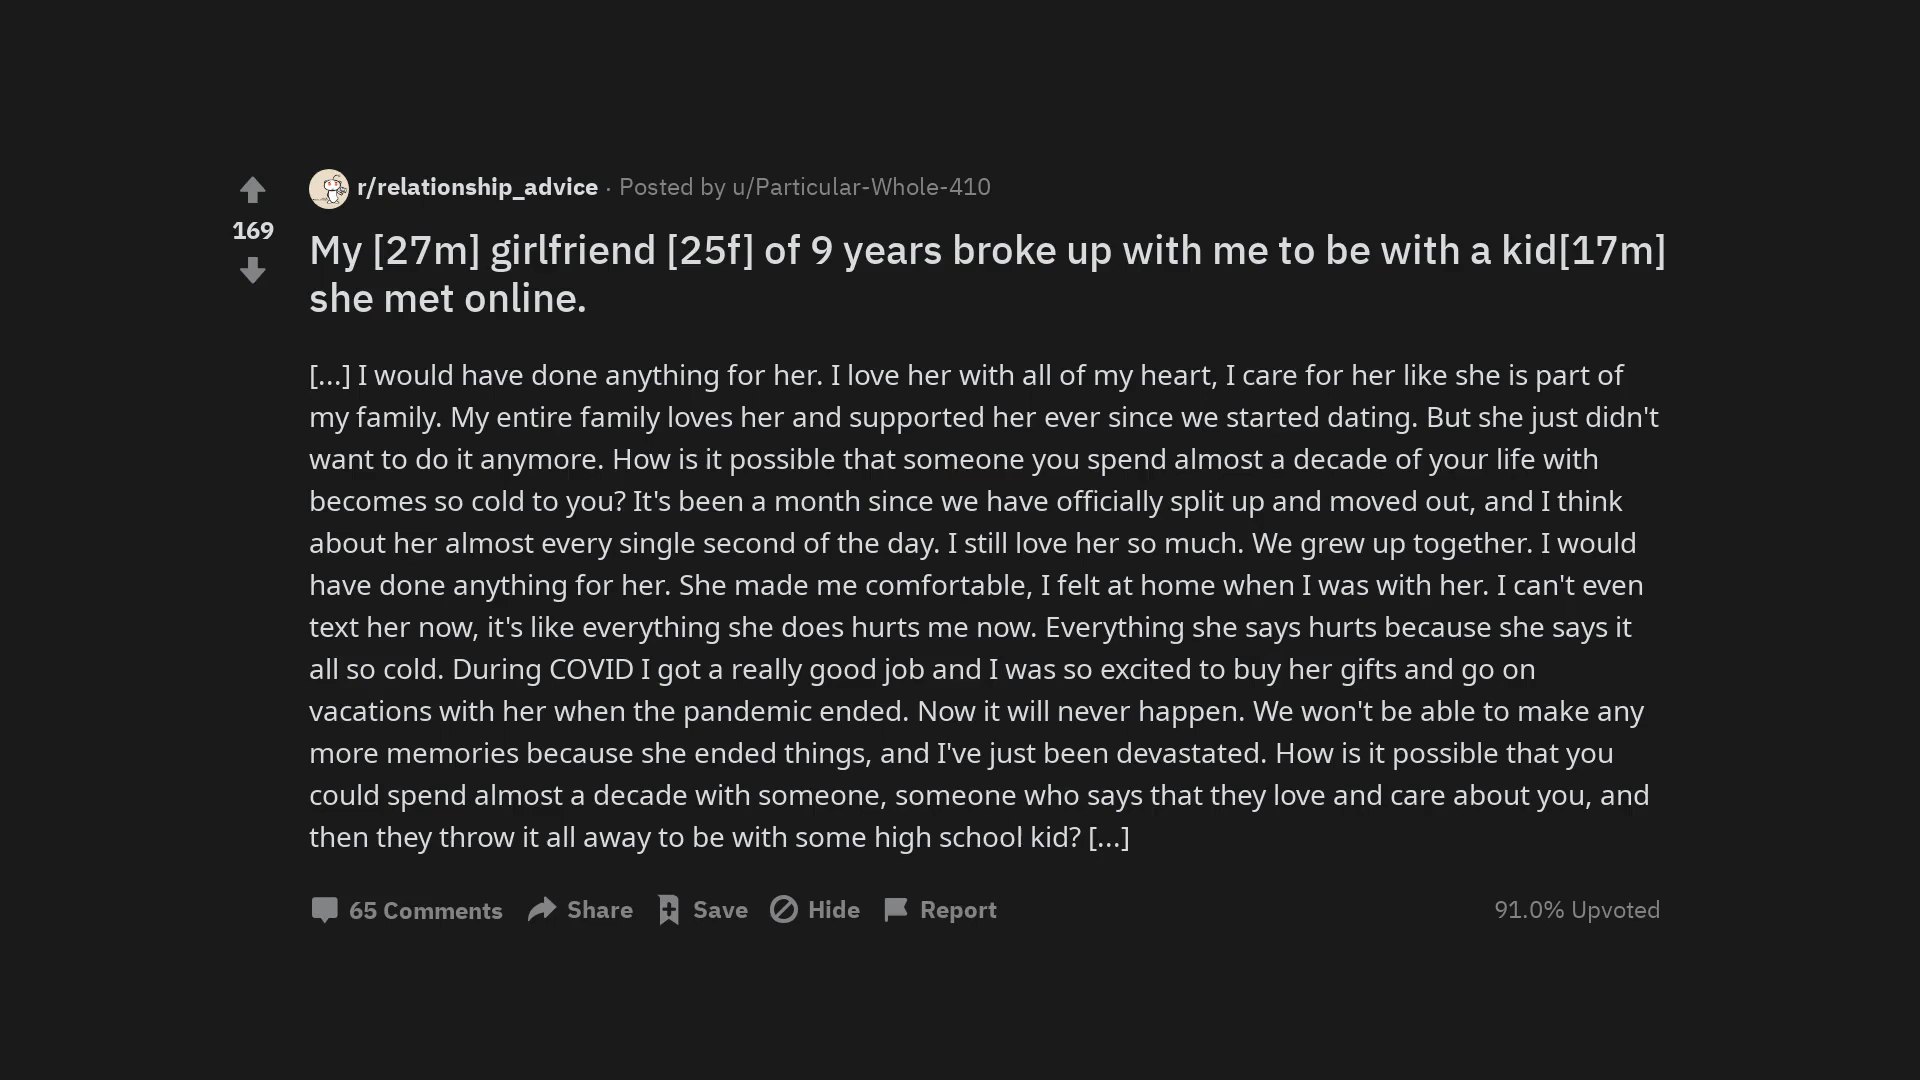 r/relationship_advice · Posted by u/Particular-Whole-410
169
My [27m] girlfriend [25f] of 9 years broke up with me to be with a kid[17m]
she met online.
[...] I would have done anything for her. I love her with all of my heart, I care for her like she is part of
my family. My entire family loves her and supported her ever since we started dating. But she just didn't
want to do it anymore. How is it possible that someone you spend almost a decade of your life with
becomes so cold to you? It's been a month since we have officially split up and moved out, and I think
about her almost every single second of the day. I still love her so much. We grew up together. I would
have done anything for her. She made me comfortable, I felt at home when I was with her. I can't even
text her now, it's like everything she does hurts me now. Everything she says hurts because she says it
all so cold. During COVID I got a really good job and I was so excited to buy her gifts and go on
vacations with her when the pandemic ended. Now it will never happen. We won't be able to make any
more memories because she ended things, and I've just been devastated. How is it possible that you
could spend almost a decade with someone, someone who says that they love and care about you, and
then they throw it all away to be with some high school kid? [...]
65 Comments Share Save Hide Report 91.0% Upvoted